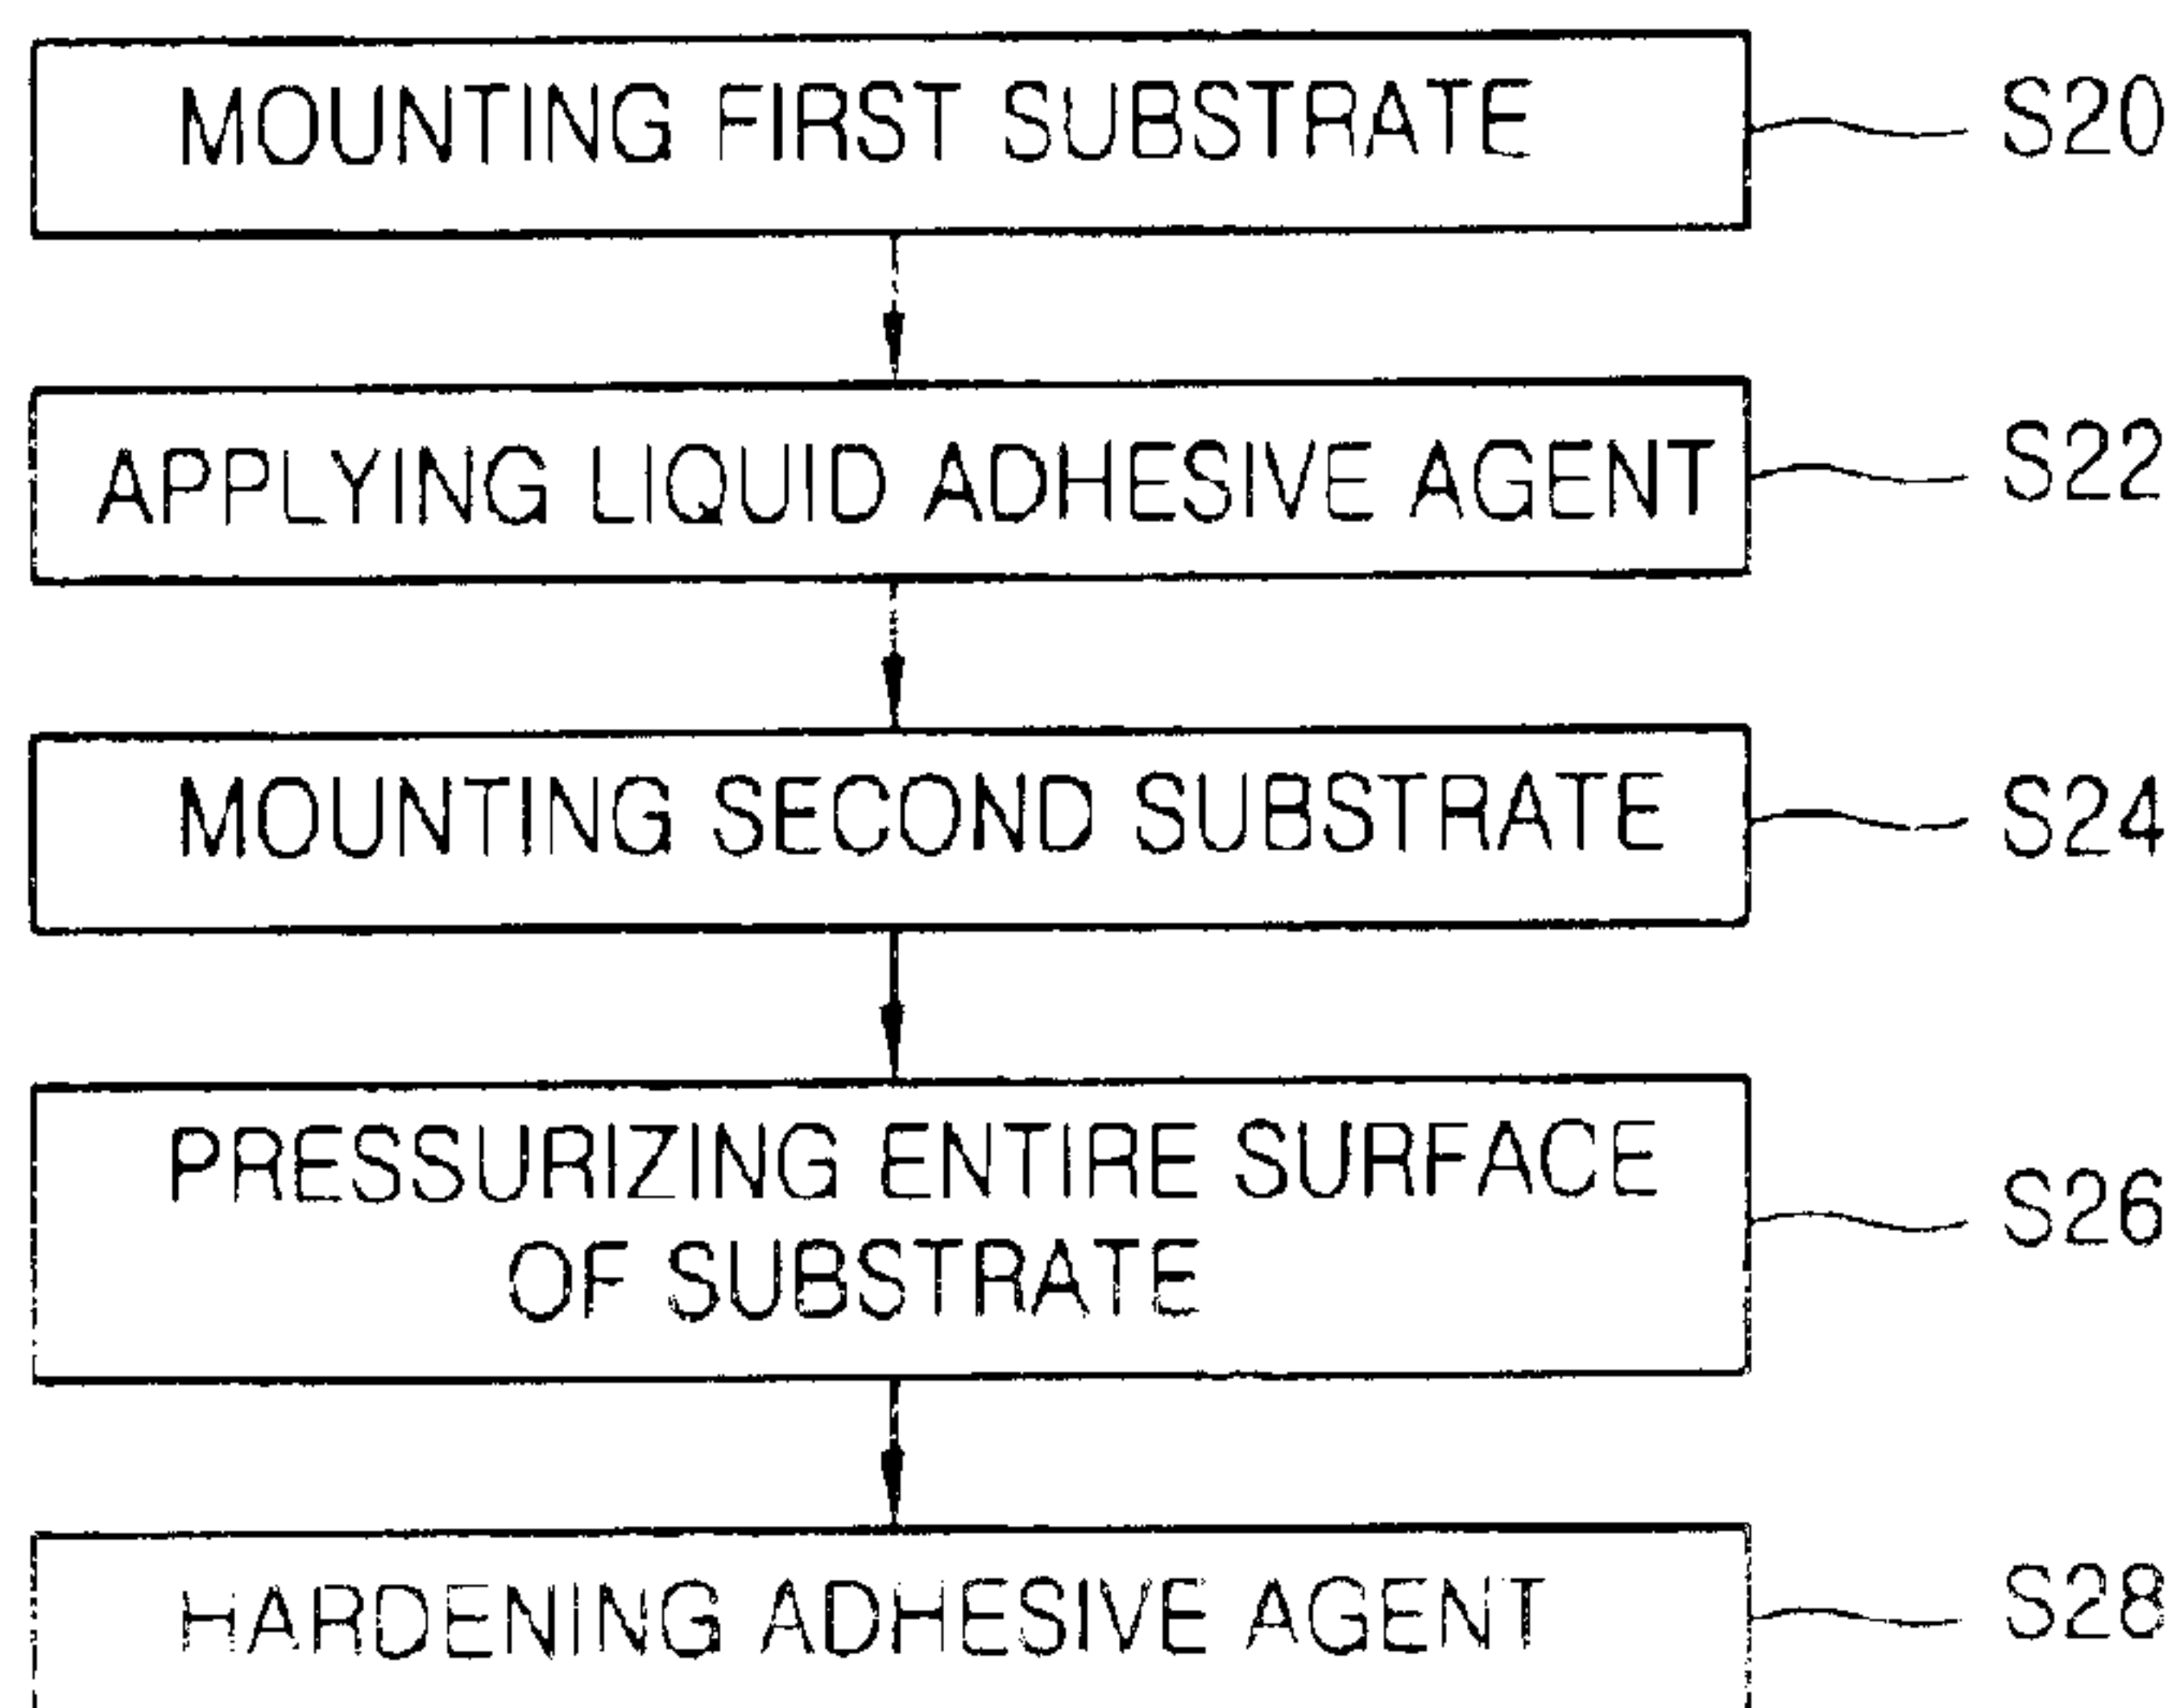 MOUNTING FIRST SUBSTRATE S20
APPLYING LIQUID ADHESIVE AGENT S22
MOUNTING SECOND SUBSTRATE S24
PRESSURIZING ENTIRE SURFACE
OF SUBSTRATE
S26
HARDENING ADHESIVE AGENT S28